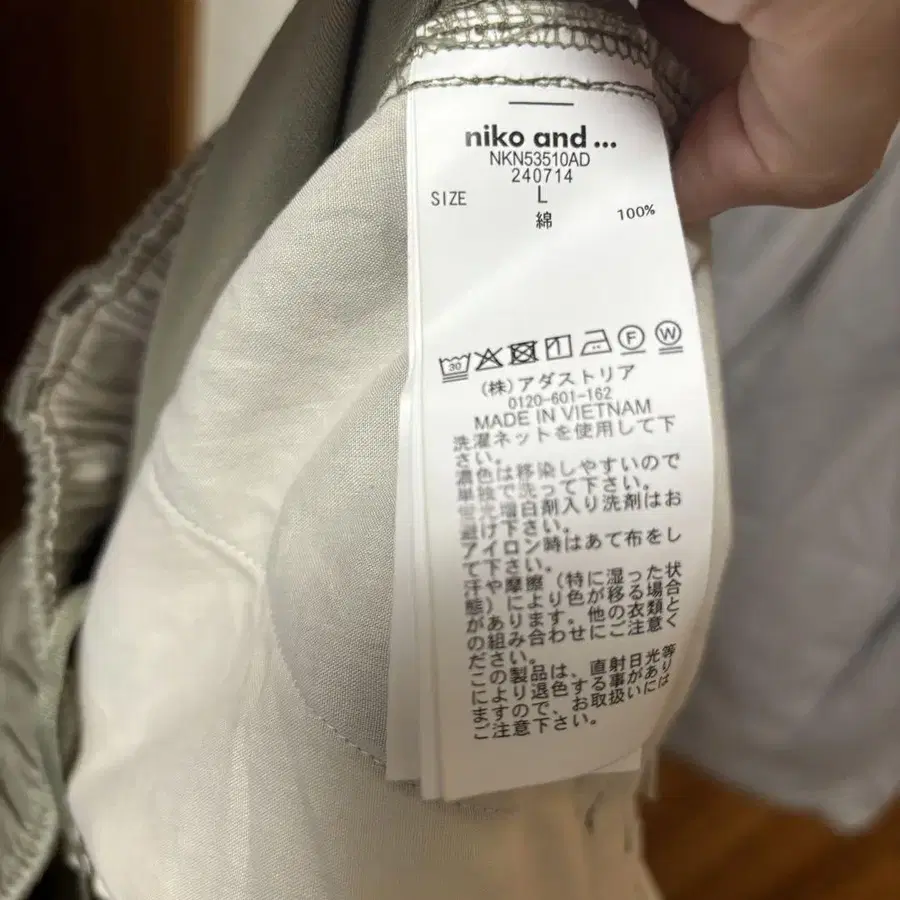 niko and ...
NKN53510AD
240714
SIZE L
綿 100%
30
F W
(株)アダストリア
0120-601-162
MADE IN VIETNAM
洗濯ネットを使用して下
さい。
濃色は移染しやすいので
単独で洗って下さい。
蛍光増白剤入り洗剤はお
避け下さい。
アイロン時はあて布をし
て下さい。
汗や摩擦(特に湿った状
態)により色が移る場合
があります。他の衣類と
の組み合わせにご注意く
ださい。
この製品は、直射日光等
により退色する事があり
ますので、お取扱いには
ご注意下さい。